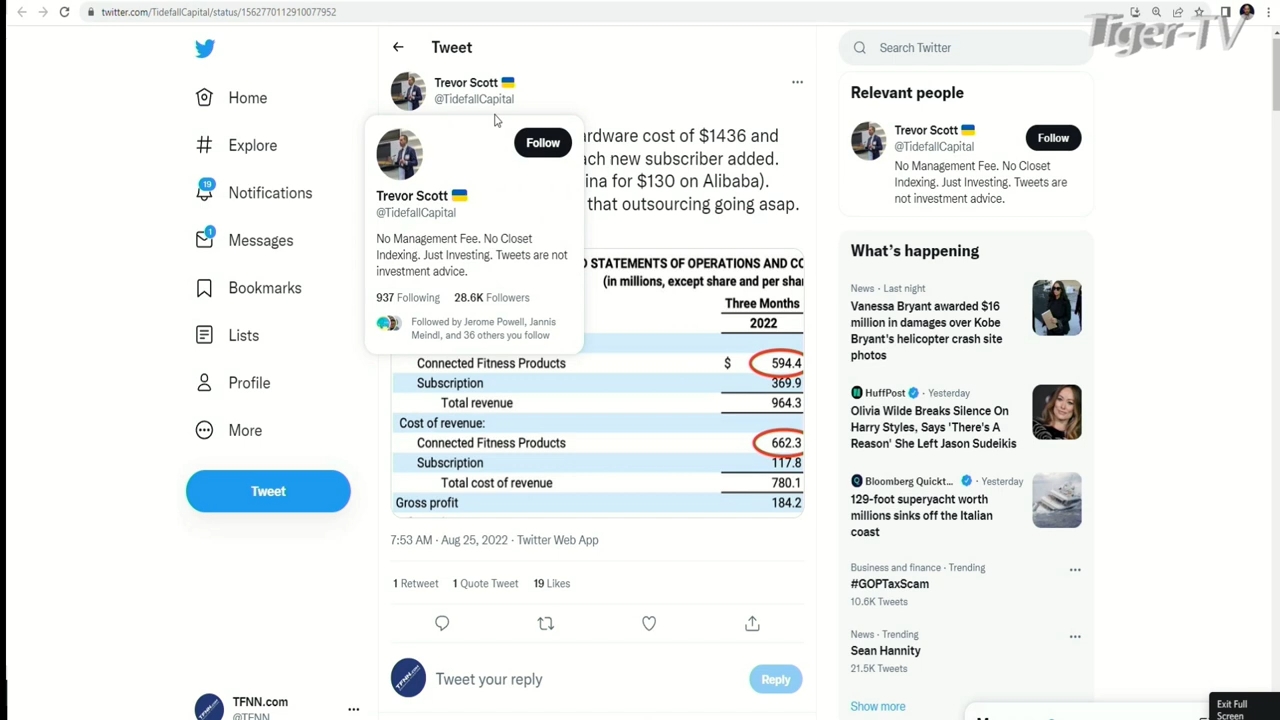 twitter.com/TidefallCapital/status/1562770112910077952
Tiger-TV
Home
Explore
19
Notifications
1
Messages
Bookmarks
Lists
Profile
More
Tweet
TFNN.com
@TFNN
Tweet
Trevor Scott
@TidefallCapital
ardware cost of $1436 and
ach new subscriber added.
ina for $130 on Alibaba).
that outsourcing going asap.
Follow
Trevor Scott
@TidefallCapital
No Management Fee. No Closet
Indexing. Just Investing. Tweets are not
investment advice.
937 Following 28.6K Followers
Followed by Jerome Powell, Jannis
Meindl, and 36 others you follow
STATEMENTS OF OPERATIONS AND CO
(in millions, except share and per shar
Three Months
2022
Connected Fitness Products $ 594.4
Subscription 369.9
Total revenue 964.3
Cost of revenue:
Connected Fitness Products 662.3
Subscription 117.8
Total cost of revenue 780.1
Gross profit 184.2
7:53 AM · Aug 25, 2022 · Twitter Web App
1 Retweet 1 Quote Tweet 19 Likes
Tweet your reply
Reply
Search Twitter
Relevant people
Trevor Scott
@TidefallCapital
Follow
No Management Fee. No Closet
Indexing. Just Investing. Tweets are
not investment advice.
What's happening
News · Last night
Vanessa Bryant awarded $16
million in damages over Kobe
Bryant's helicopter crash site
photos
HuffPost · Yesterday
Olivia Wilde Breaks Silence On
Harry Styles, Says 'There's A
Reason' She Left Jason Sudeikis
Bloomberg Quickt... · Yesterday
129-foot superyacht worth
millions sinks off the Italian
coast
Business and finance · Trending
#GOPTaxScam
10.6K Tweets
News · Trending
Sean Hannity
21.5K Tweets
Show more
Exit Full
Screen